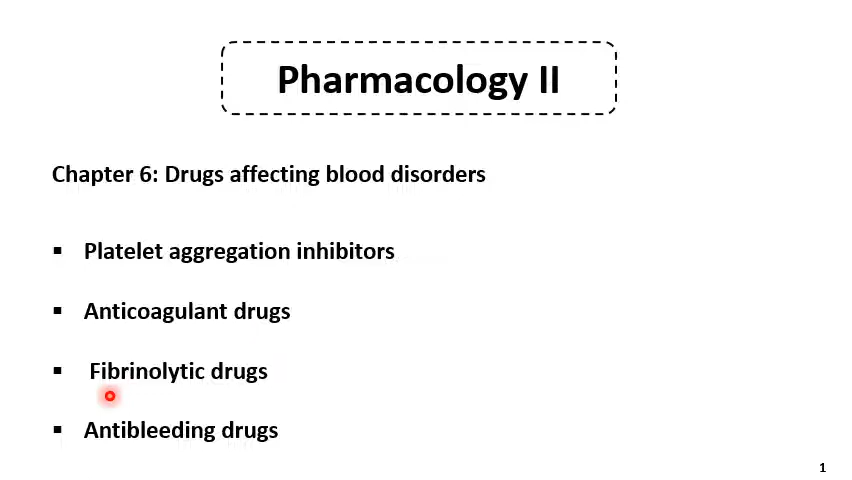 Pharmacology II
Chapter 6: Drugs affecting blood disorders
▪ Platelet aggregation inhibitors
▪ Anticoagulant drugs
▪ Fibrinolytic drugs
▪ Antibleeding drugs
1